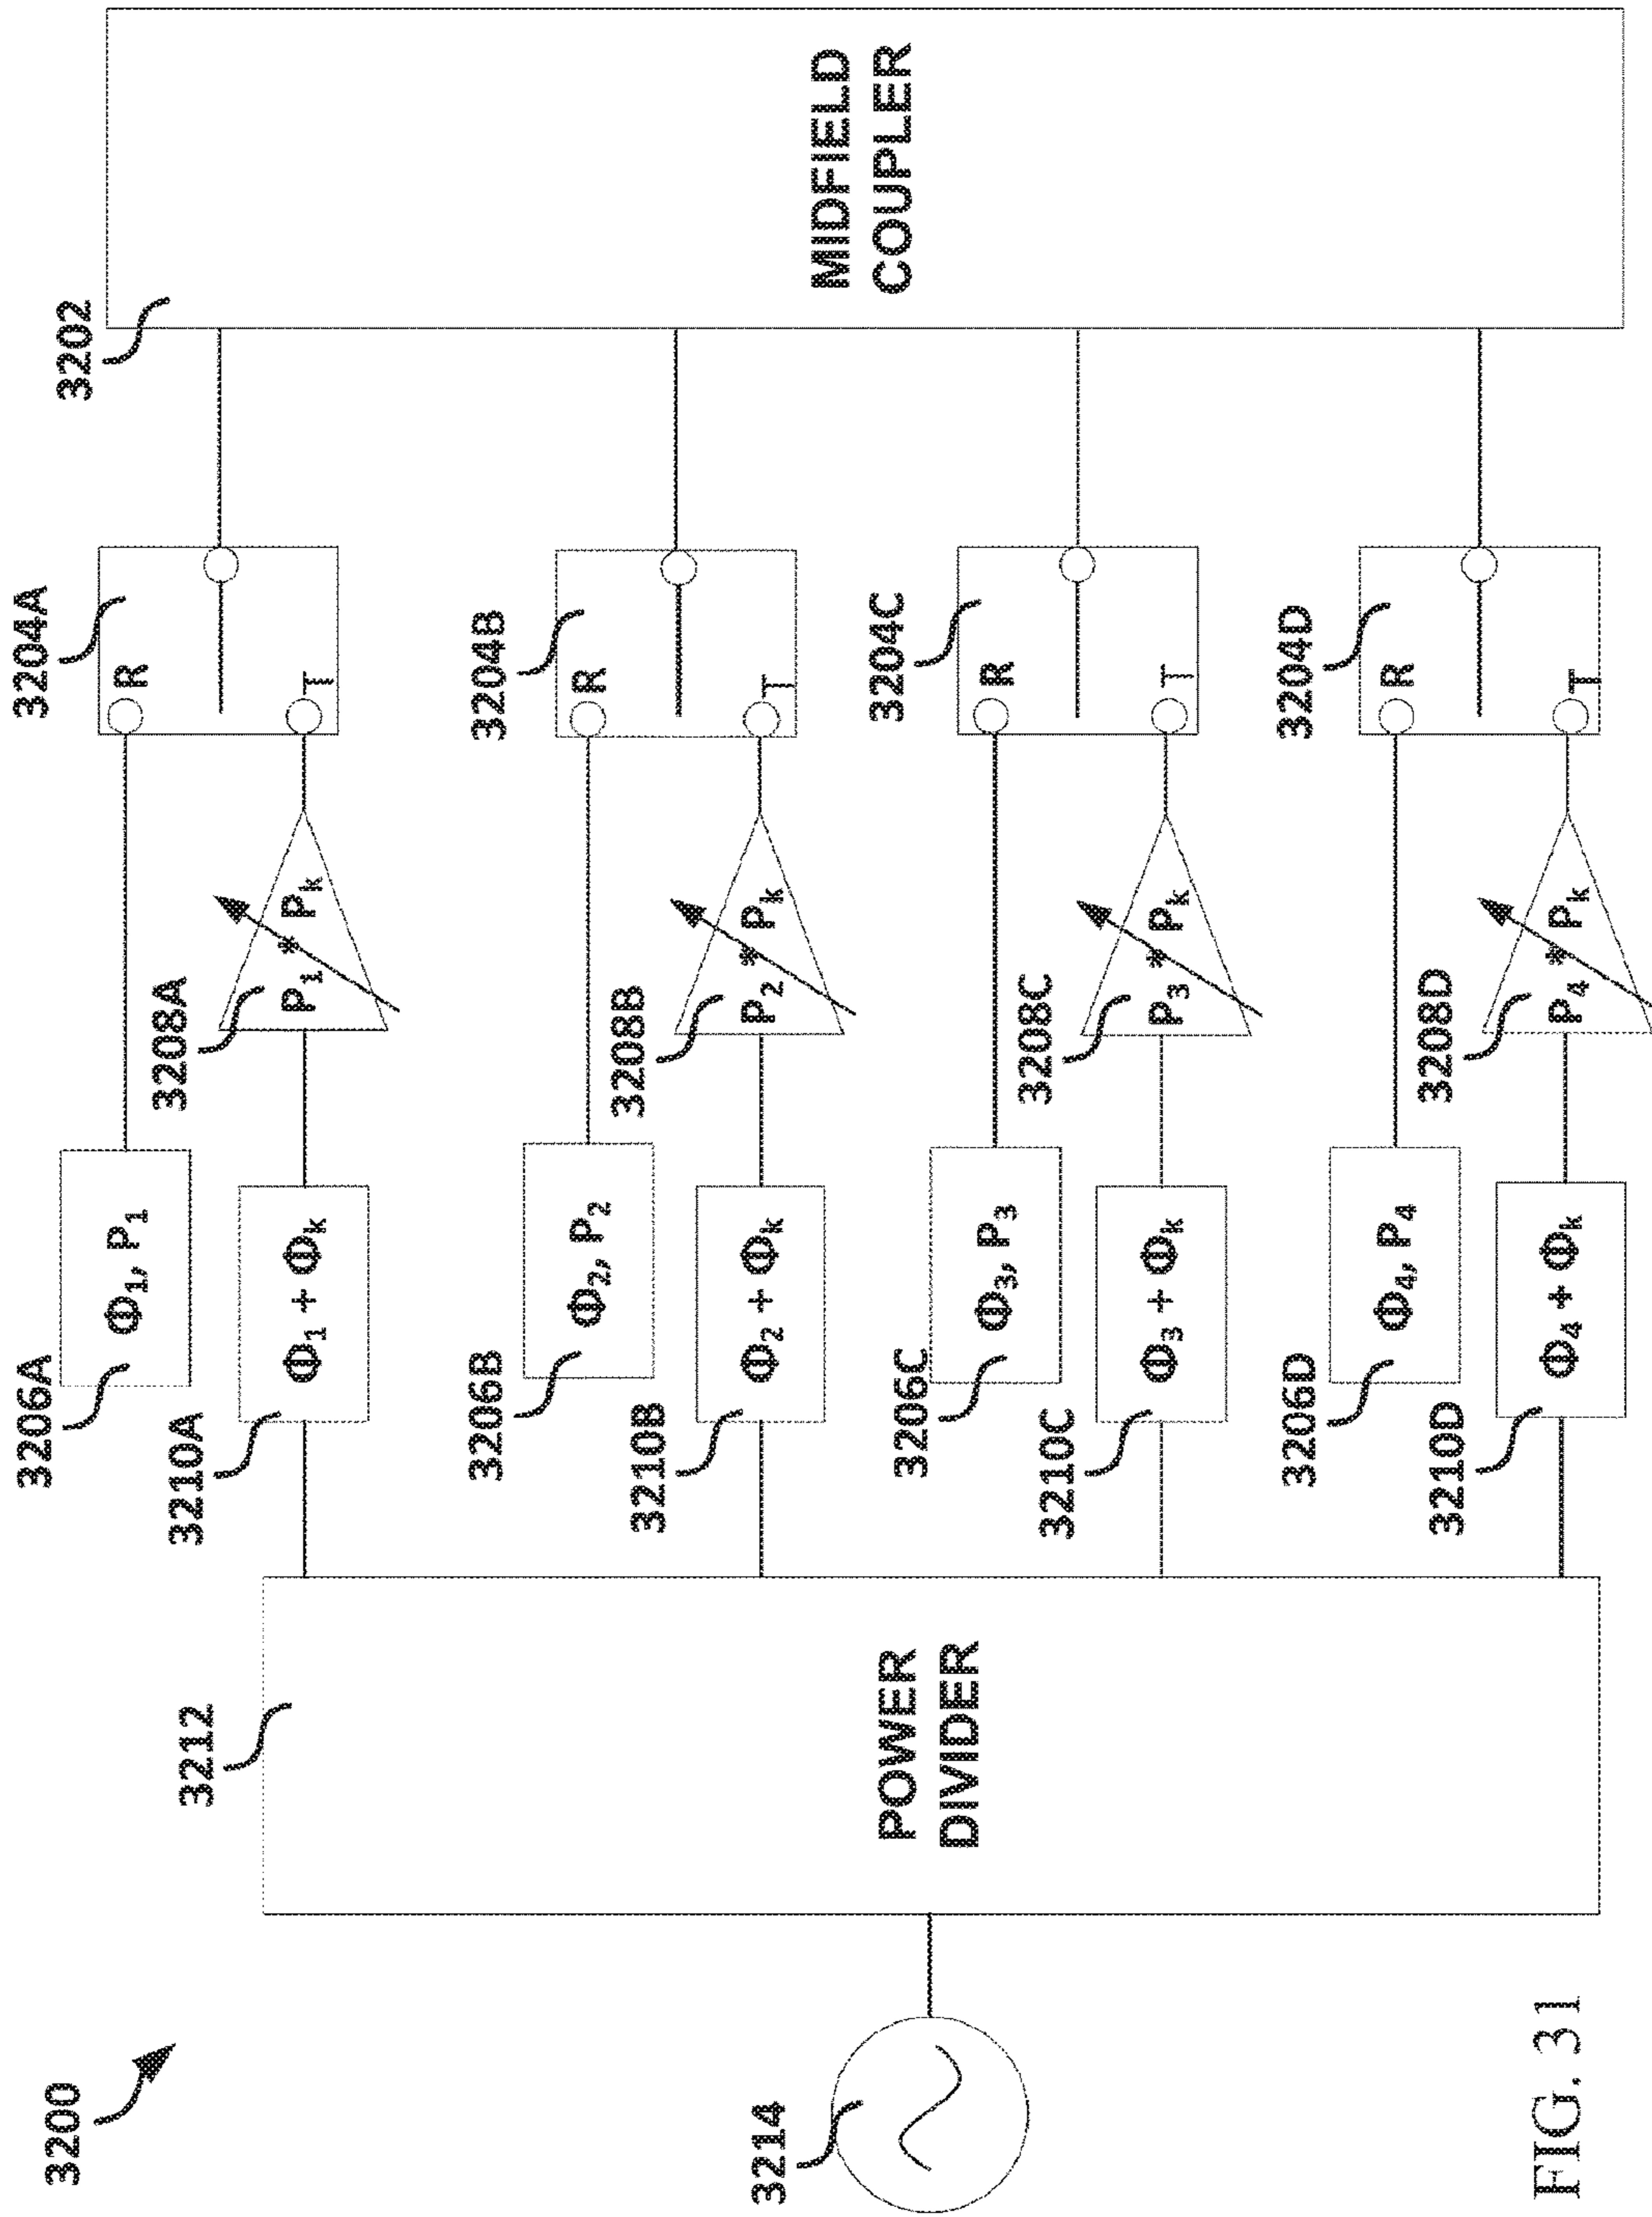 3200
3214
3212
POWER
DIVIDER
3206A
Φ₁, P₁
3210A
Φ₁ + Φₖ
3208A
P₁ * Pₖ
3204A
R
T
3206B
Φ₂, P₂
3210B
Φ₂ + Φₖ
3208B
P₂ * Pₖ
3204B
R
T
3206C
Φ₃, P₃
3210C
Φ₃ + Φₖ
3208C
P₃ * Pₖ
3204C
R
T
3206D
Φ₄, P₄
3210D
Φ₄ + Φₖ
3208D
P₄ * Pₖ
3204D
R
T
3202
MIDFIELD
COUPLER
FIG. 31